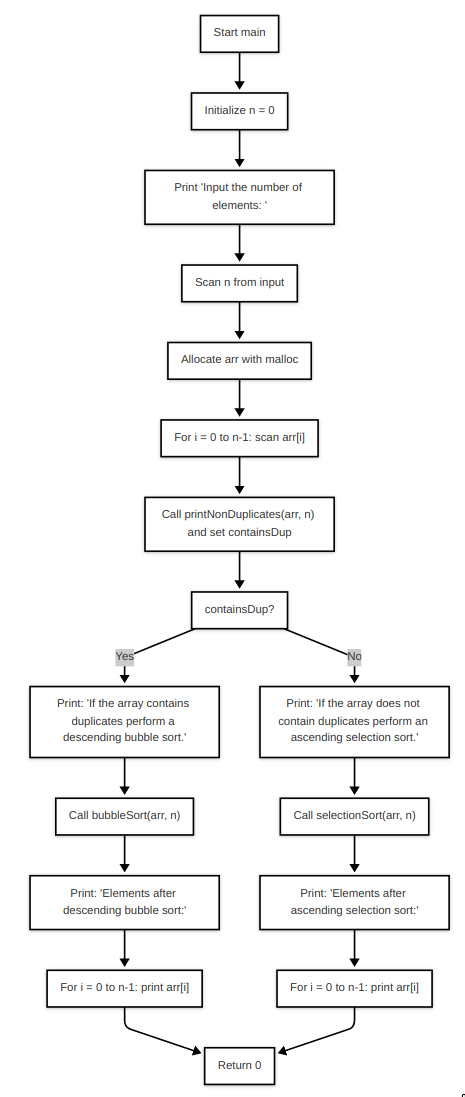 Start main
Initialize n = 0
Print 'Input the number of
elements: '
Scan n from input
Allocate arr with malloc
For i = 0 to n-1: scan arr[i]
Call printNonDuplicates(arr, n)
and set containsDup
containsDup?
Yes
No
Print: 'If the array contains
duplicates perform a
descending bubble sort.'
Print: 'If the array does not
contain duplicates perform an
ascending selection sort.'
Call bubbleSort(arr, n)
Call selectionSort(arr, n)
Print: 'Elements after
descending bubble sort:'
Print: 'Elements after
ascending selection sort:'
For i = 0 to n-1: print arr[i]
For i = 0 to n-1: print arr[i]
Return 0